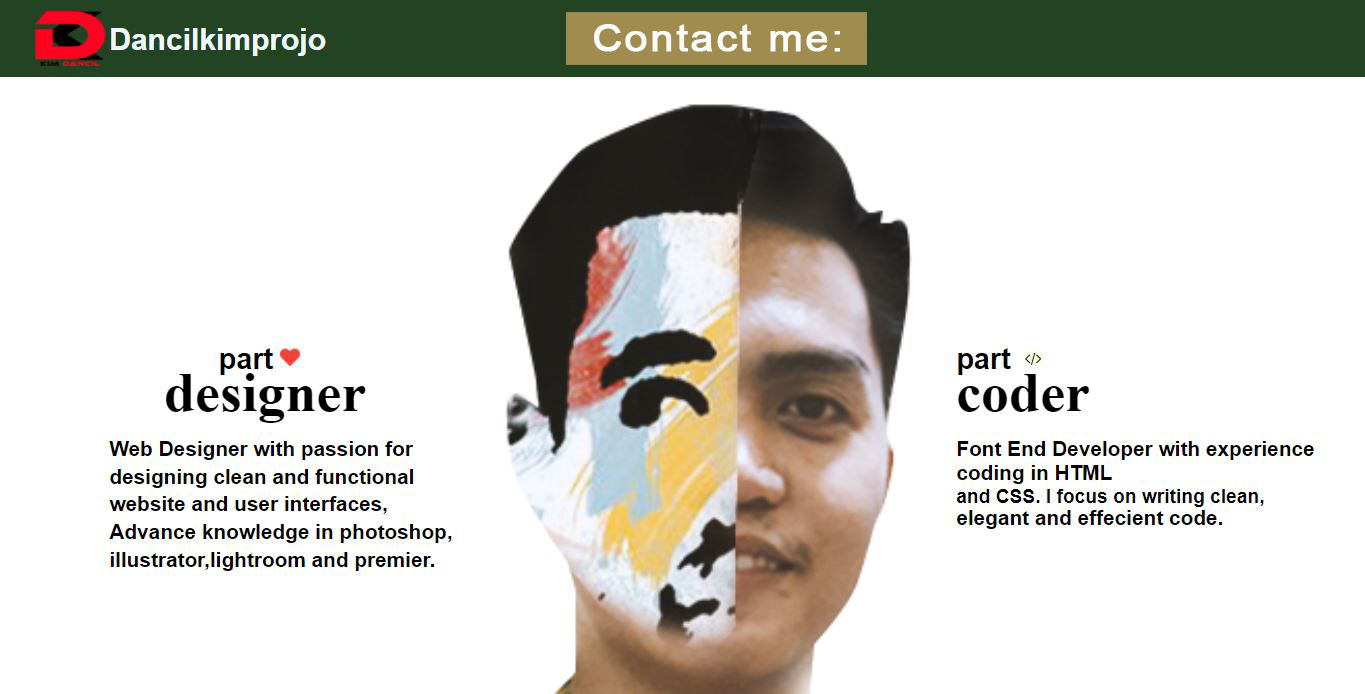 KIM DANCIL
Dancilkimprojo
Contact me:
part
designer
Web Designer with passion for
designing clean and functional
website and user interfaces,
Advance knowledge in photoshop,
illustrator,lightroom and premier.
part </>
coder
Font End Developer with experience
coding in HTML
and CSS. I focus on writing clean,
elegant and effecient code.